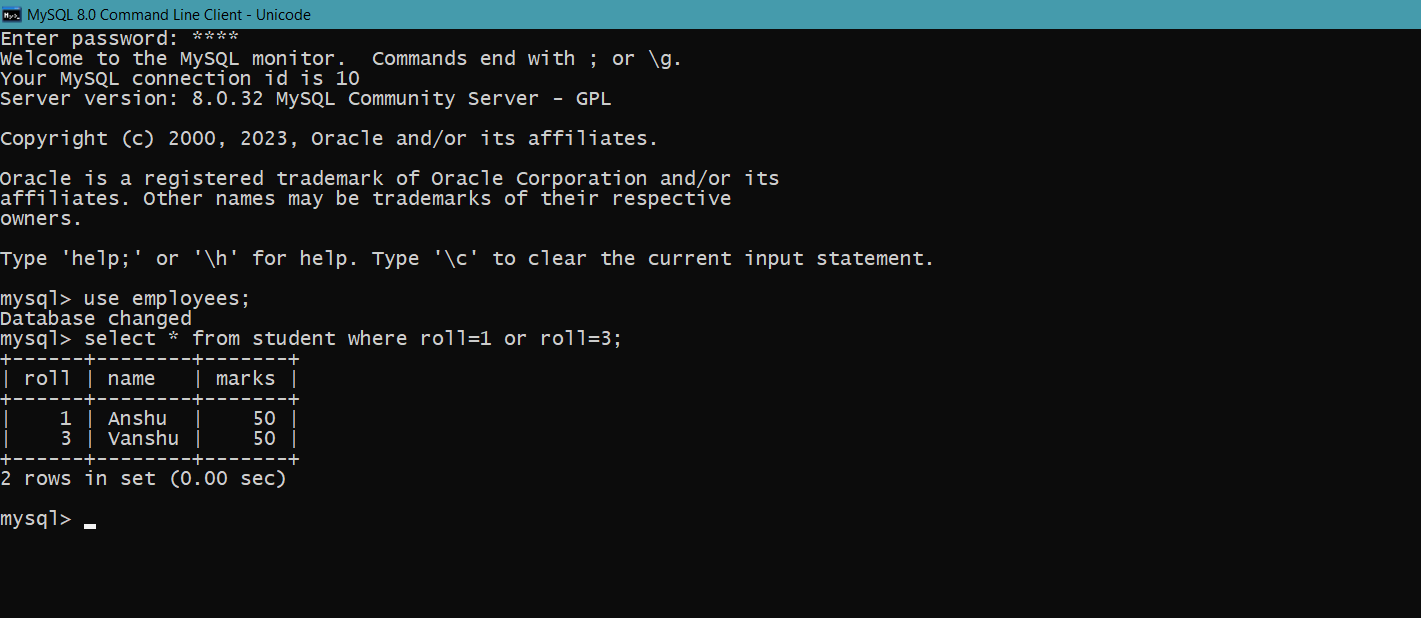 MySQL 8.0 Command Line Client - Unicode
Enter password: ****
Welcome to the MySQL monitor.  Commands end with ; or \g.
Your MySQL connection id is 10
Server version: 8.0.32 MySQL Community Server - GPL
Copyright (c) 2000, 2023, Oracle and/or its affiliates.
Oracle is a registered trademark of Oracle Corporation and/or its
affiliates. Other names may be trademarks of their respective
owners.
Type 'help;' or '\h' for help. Type '\c' to clear the current input statement.
mysql> use employees;
Database changed
mysql> select * from student where roll=1 or roll=3;
+------+--------+-------+
| roll | name   | marks |
+------+--------+-------+
|    1 | Anshu  |    50 |
|    3 | Vanshu |    50 |
+------+--------+-------+
2 rows in set (0.00 sec)
mysql> _